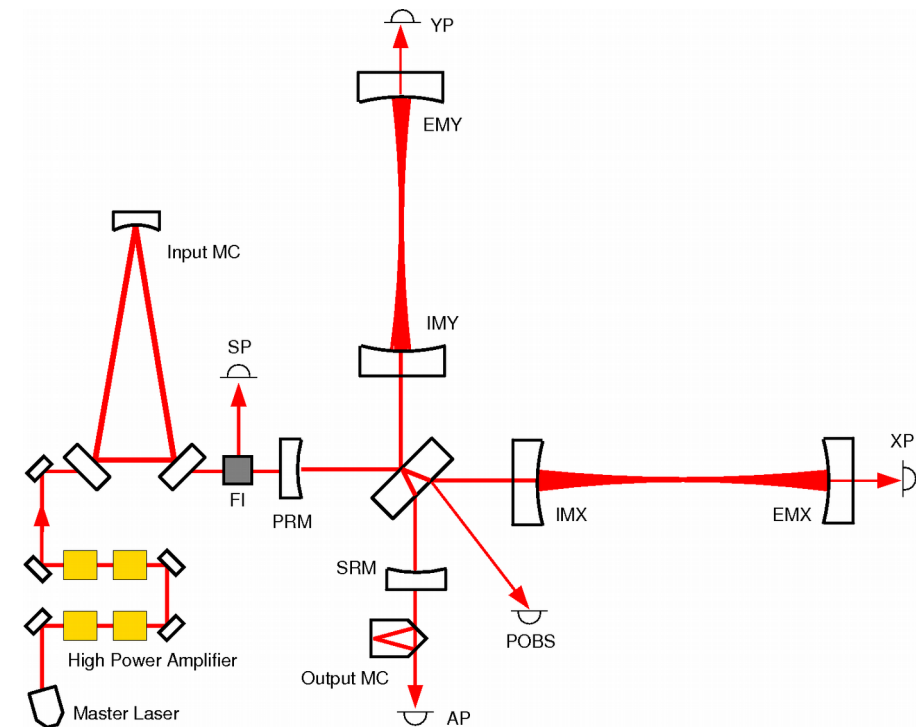 YP
EMY
Input MC
IMY
SP
XP
FI
PRM
IMX
EMX
SRM
POBS
High Power Amplifier
Output MC
Master Laser
AP